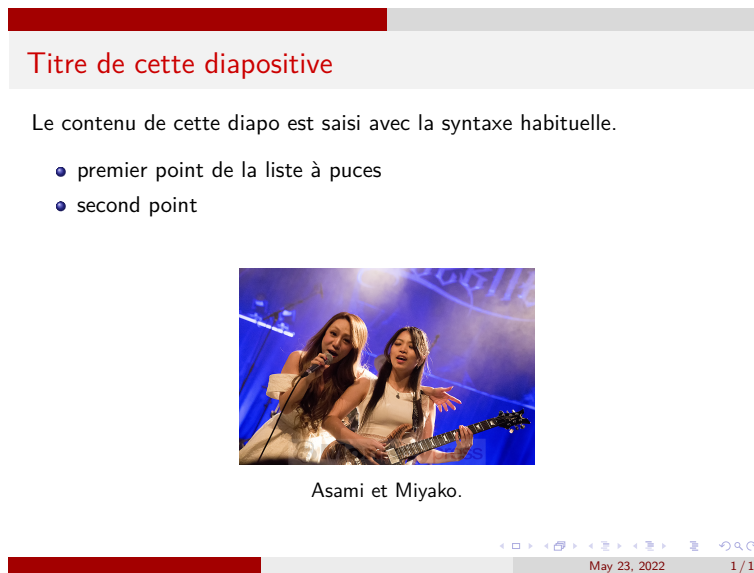 Titre de cette diapositive
Le contenu de cette diapo est saisi avec la syntaxe habituelle.
premier point de la liste à puces
second point
Asami et Miyako.
May 23, 2022
1 / 1